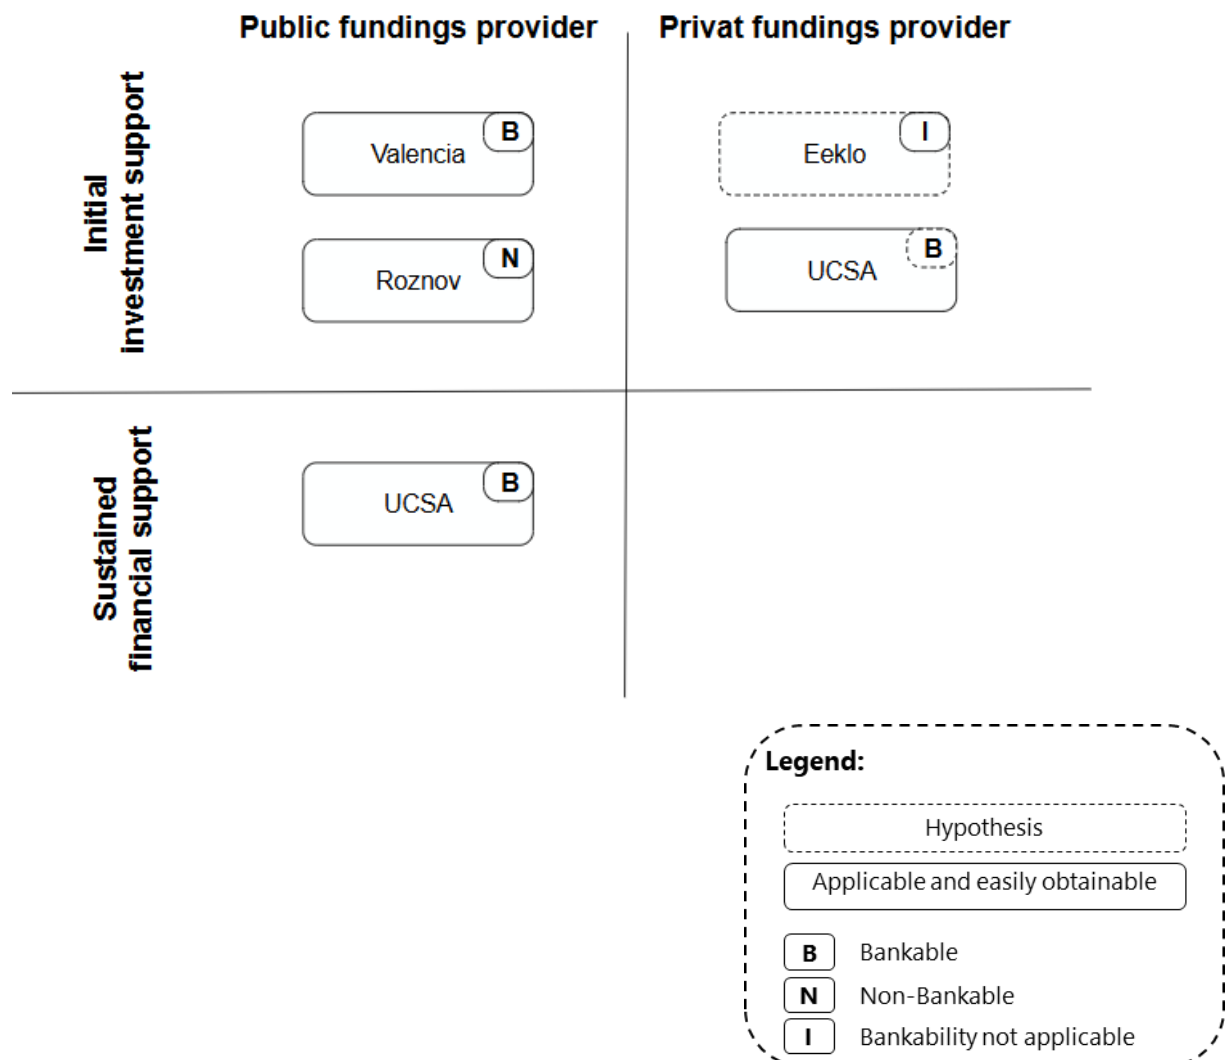 Public fundings provider
Privat fundings provider
Initial
investment support
Valencia
B
Eeklo
I
Roznov
N
UCSA
B
Sustained
financial support
UCSA
B
Legend:
Hypothesis
Applicable and easily obtainable
B Bankable
N Non-Bankable
I Bankability not applicable